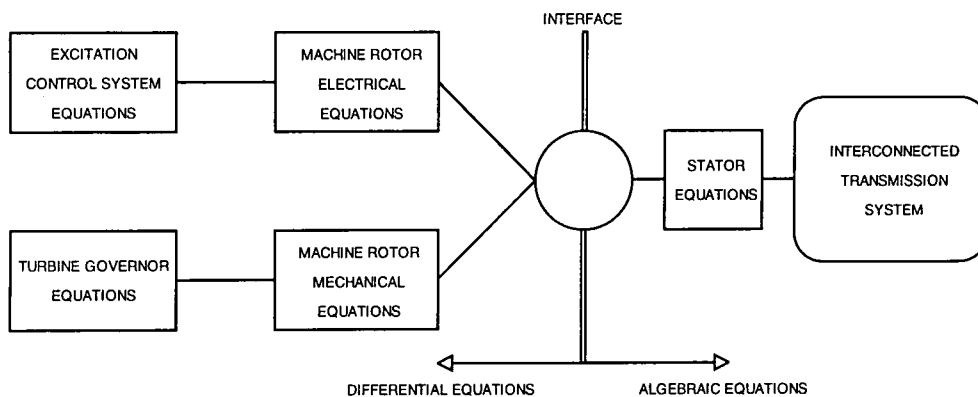 INTERFACE
EXCITATION
CONTROL SYSTEM
EQUATIONS
MACHINE ROTOR
ELECTRICAL
EQUATIONS
STATOR
EQUATIONS
INTERCONNECTED
TRANSMISSION
SYSTEM
TURBINE GOVERNOR
EQUATIONS
MACHINE ROTOR
MECHANICAL
EQUATIONS
DIFFERENTIAL EQUATIONS
ALGEBRAIC EQUATIONS